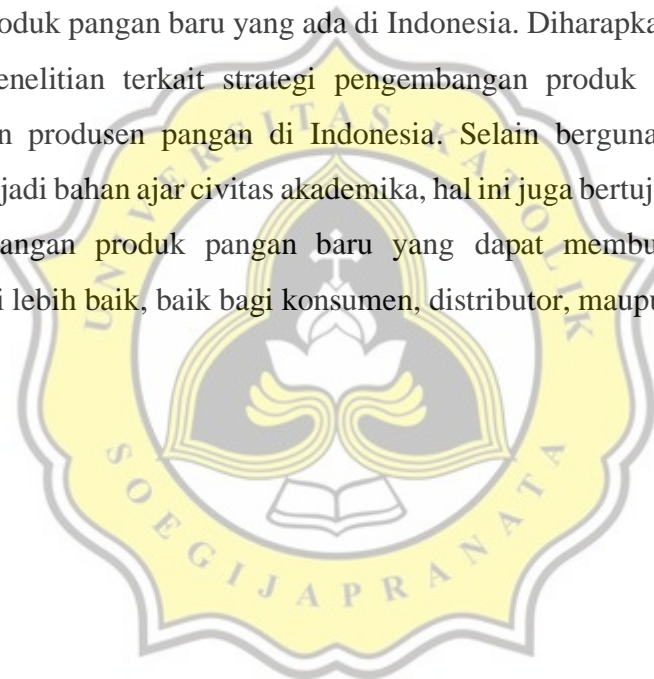 oduk pangan baru yang ada di Indonesia. Diharapka
enelitian terkait strategi pengembangan produk
n produsen pangan di Indonesia. Selain berguna
jadi bahan ajar civitas akademika, hal ini juga bertuj
angan produk pangan baru yang dapat membu
i lebih baik, baik bagi konsumen, distributor, maupu
UNIVERSITAS KATOLIK
SOEGIJAPRANATA